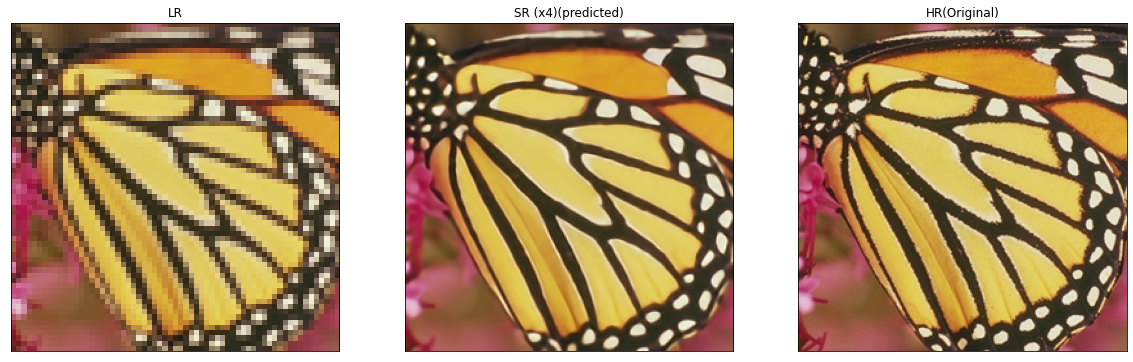 LR
SR (x4)(predicted)
HR(Original)